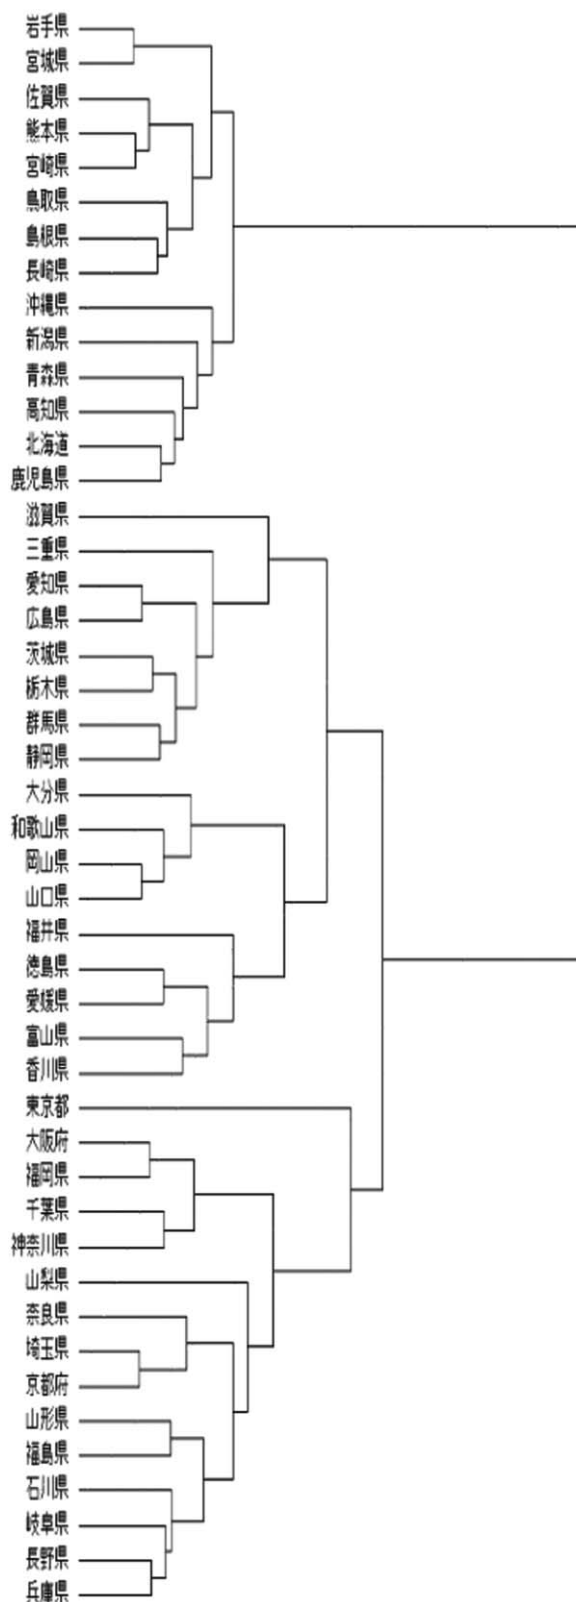 岩手県
宮城県
佐賀県
熊本県
宮崎県
鳥取県
島根県
長崎県
沖縄県
新潟県
青森県
高知県
北海道
鹿児島県
滋賀県
三重県
愛知県
広島県
茨城県
栃木県
群馬県
静岡県
大分県
和歌山県
岡山県
山口県
福井県
徳島県
愛媛県
富山県
香川県
東京都
大阪府
福岡県
千葉県
神奈川県
山梨県
奈良県
埼玉県
京都府
山形県
福島県
石川県
岐阜県
長野県
兵庫県